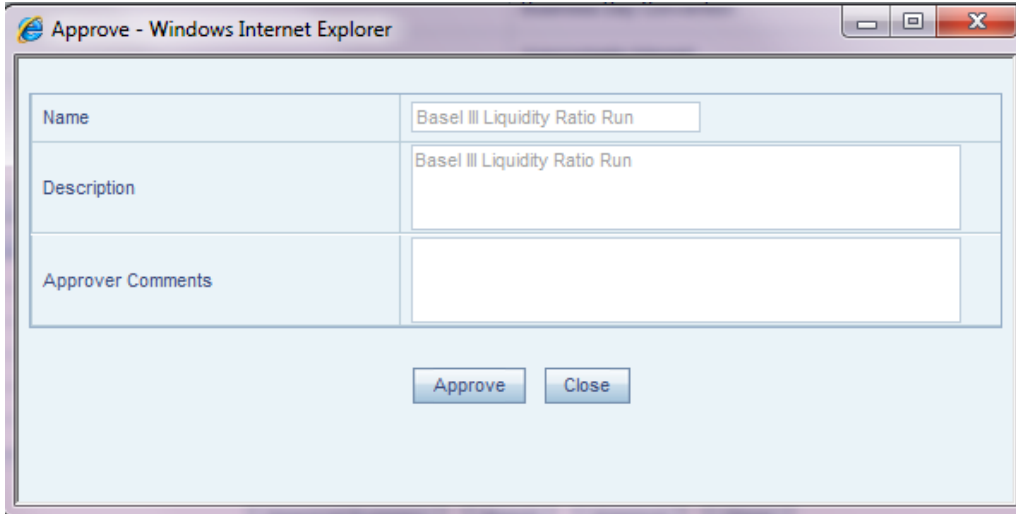 Approve - Windows Internet Explorer
Name
Basel III Liquidity Ratio Run
Description
Basel III Liquidity Ratio Run
Approver Comments
Approve
Close